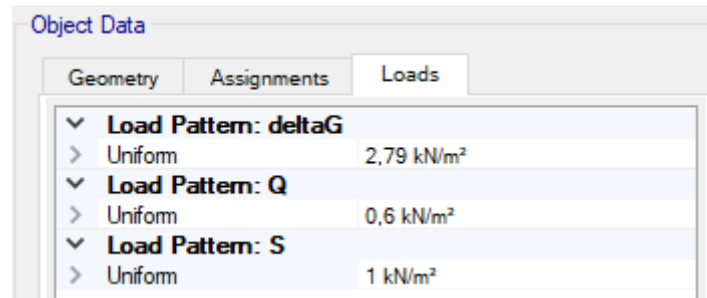 Object Data
Geometry Assignments Loads
Load Pattern: deltaG
Uniform 2,79 kN/m²
Load Pattern: Q
Uniform 0,6 kN/m²
Load Pattern: S
Uniform 1 kN/m²